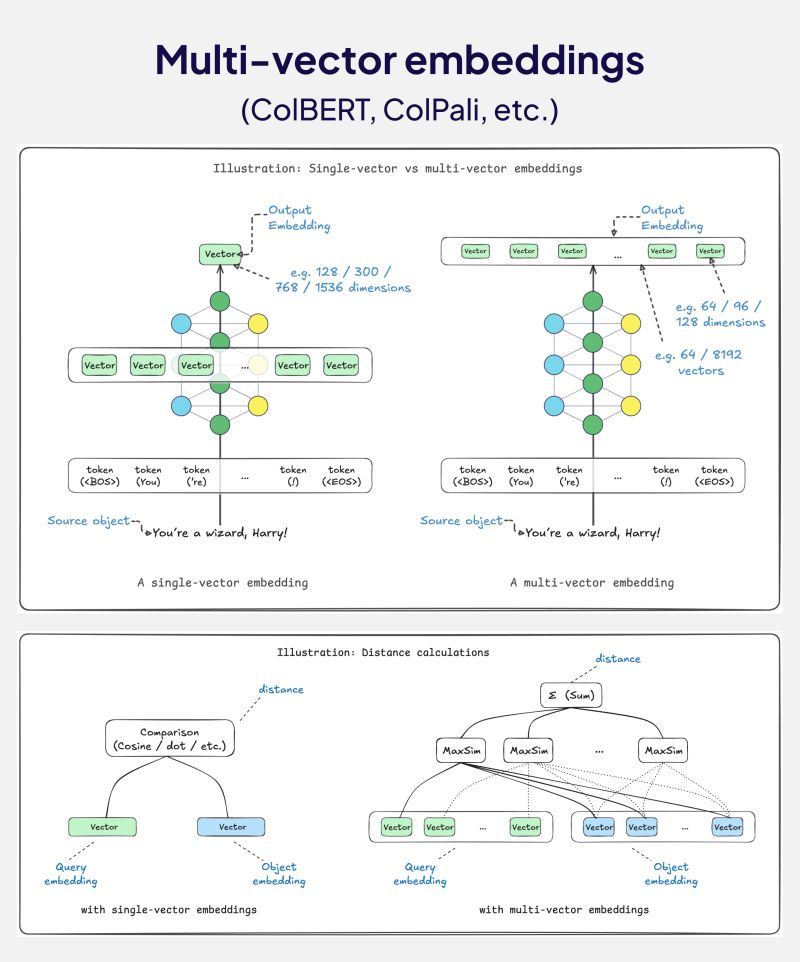 Multi-vector embeddings
(ColBERT, ColPali, etc.)
Illustration: Single-vector vs multi-vector embeddings
Output
Embedding
Vector
e.g. 128 / 300 /
768 / 1536 dimensions
Vector Vector Vector ... Vector Vector
token token token ... token token
(<BOS>) (You) ('re) (!) (<EOS>)
Source object
You're a wizard, Harry!
A single-vector embedding
Output
Embedding
Vector Vector Vector ... Vector Vector
e.g. 64 / 96 /
128 dimensions
e.g. 64 / 8192
vectors
token token token ... token token
(<BOS>) (You) ('re) (!) (<EOS>)
Source object
You're a wizard, Harry!
A multi-vector embedding
Illustration: Distance calculations
distance
Comparison
(Cosine / dot / etc.)
Vector Vector
Query
embedding
Object
embedding
with single-vector embeddings
distance
Σ (Sum)
MaxSim MaxSim ... MaxSim
Vector Vector ... Vector Vector Vector ... Vector
Query
embedding
Object
embedding
with multi-vector embeddings